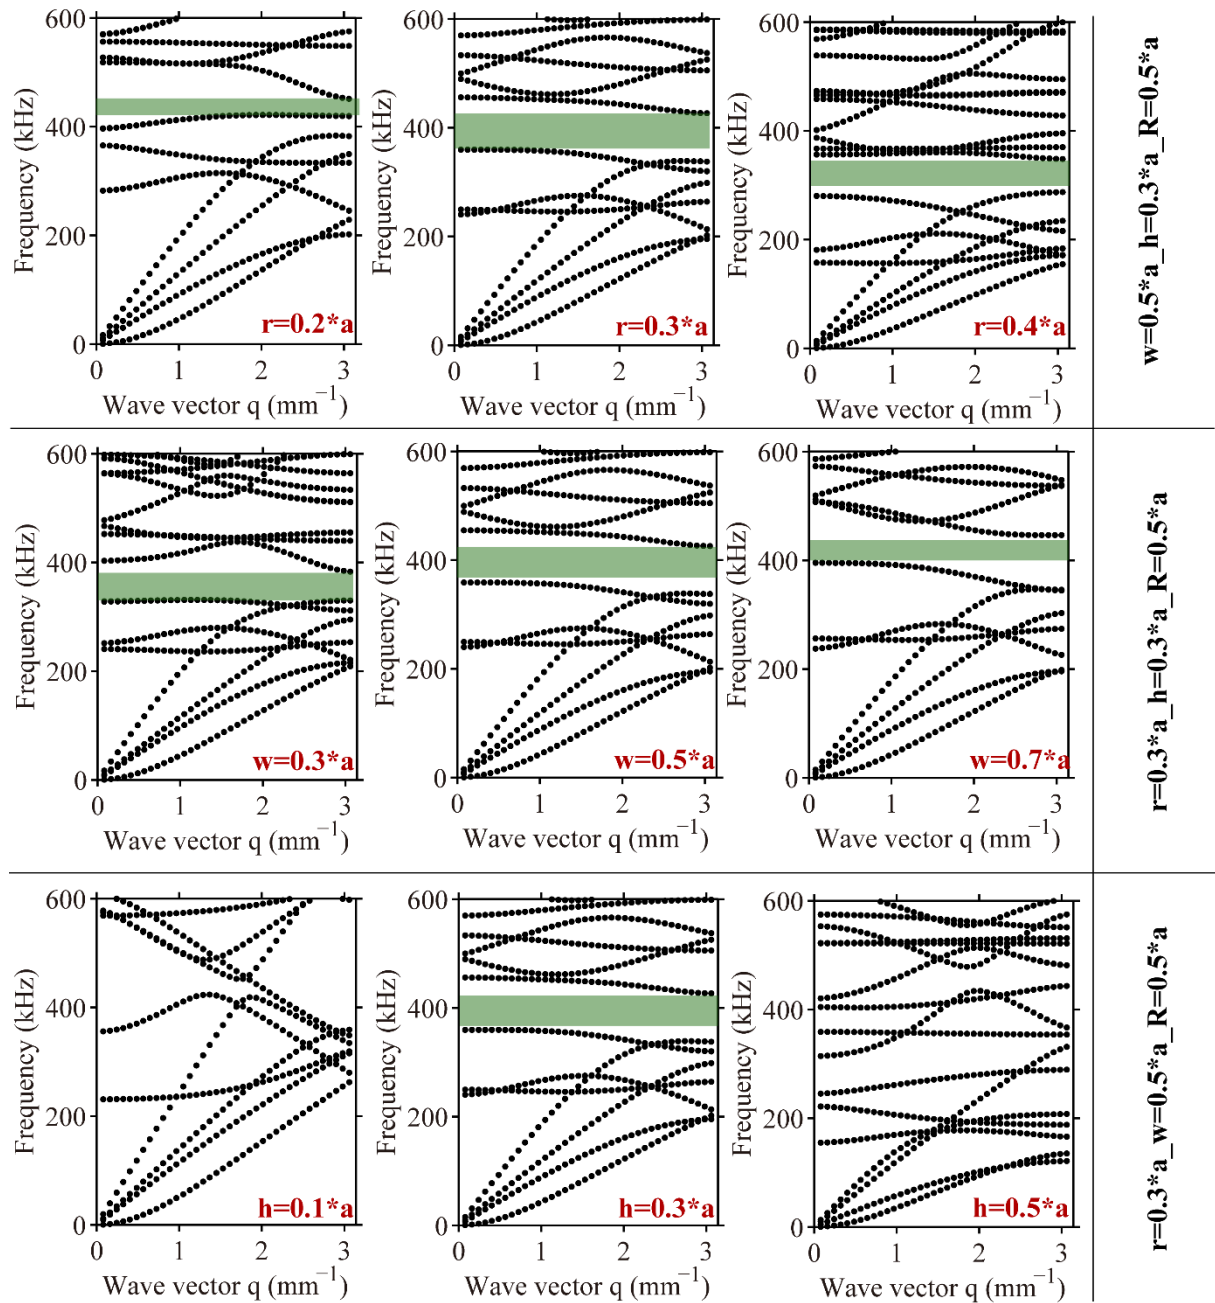 600
400
200
0
Frequency (kHz)
r=0.2*a
0 1 2 3
Wave vector q (mm⁻¹)
600
400
200
0
Frequency (kHz)
r=0.3*a
0 1 2 3
Wave vector q (mm⁻¹)
600
400
200
0
Frequency (kHz)
r=0.4*a
0 1 2 3
Wave vector q (mm⁻¹)
w=0.5*a_h=0.3*a_R=0.5*a
600
400
200
0
Frequency (kHz)
w=0.3*a
0 1 2 3
Wave vector q (mm⁻¹)
600
400
200
0
Frequency (kHz)
w=0.5*a
0 1 2 3
Wave vector q (mm⁻¹)
600
400
200
0
Frequency (kHz)
w=0.7*a
0 1 2 3
Wave vector q (mm⁻¹)
r=0.3*a_h=0.3*a_R=0.5*a
600
400
200
0
Frequency (kHz)
h=0.1*a
0 1 2 3
Wave vector q (mm⁻¹)
600
400
200
0
Frequency (kHz)
h=0.3*a
0 1 2 3
Wave vector q (mm⁻¹)
600
400
200
0
Frequency (kHz)
h=0.5*a
0 1 2 3
Wave vector q (mm⁻¹)
r=0.3*a_w=0.5*a_R=0.5*a